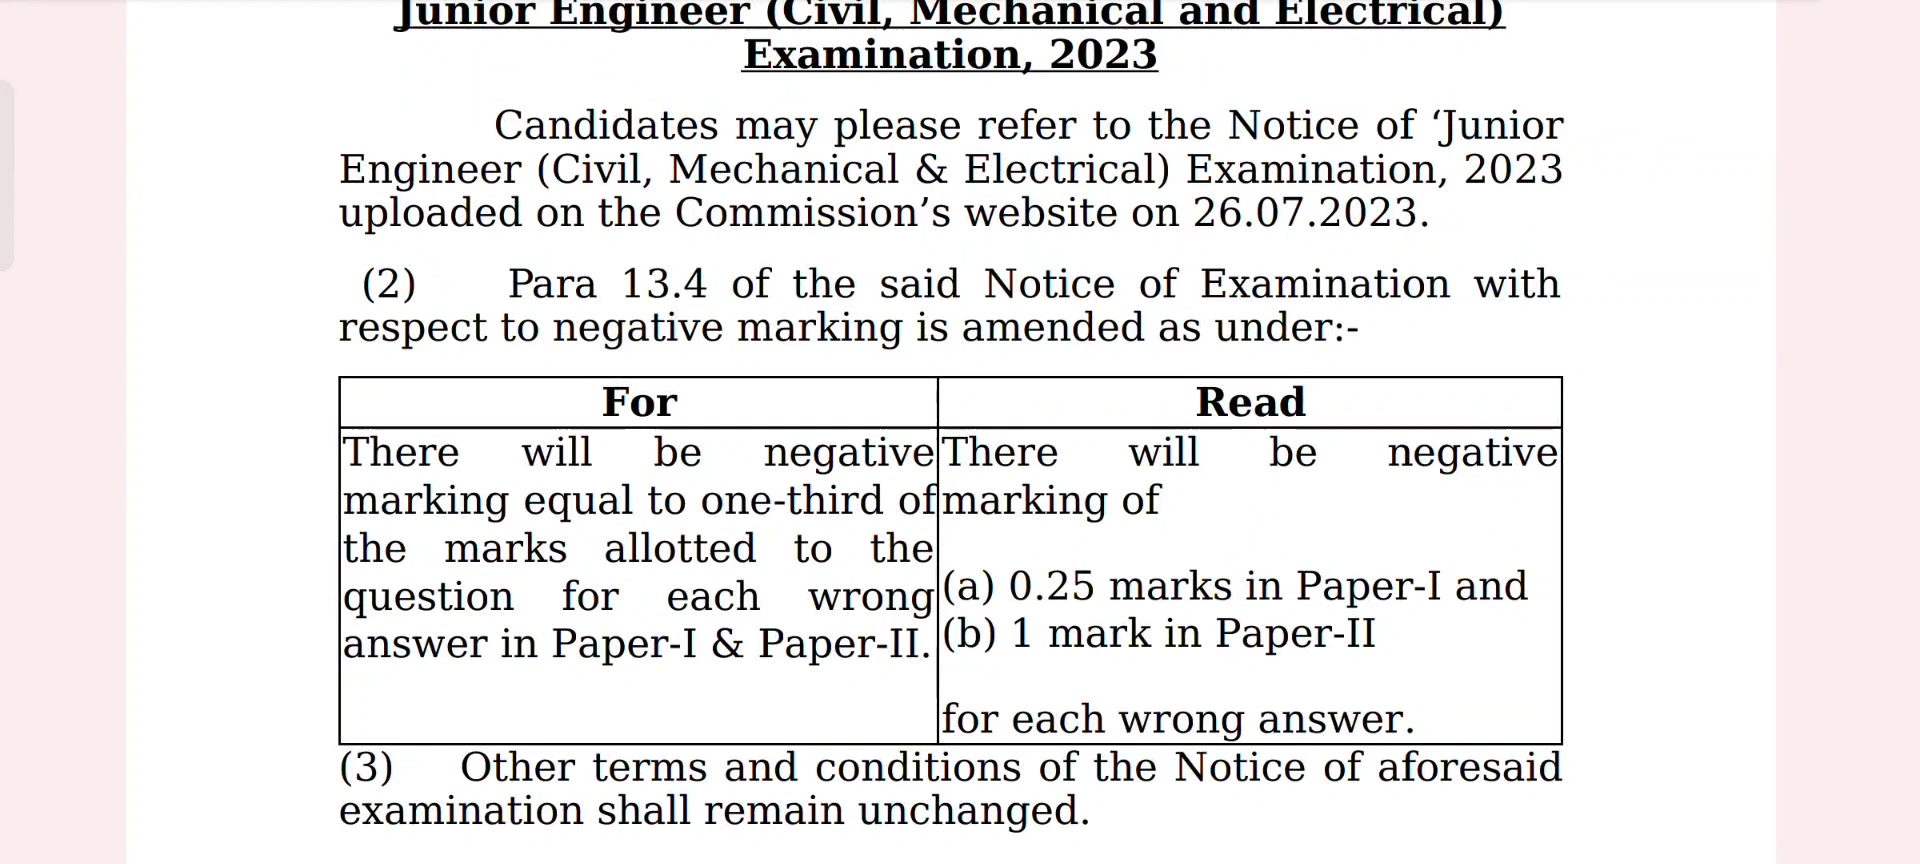 Junior Engineer (Civil, Mechanical and Electrical)
Examination, 2023
Candidates may please refer to the Notice of ‘Junior
Engineer (Civil, Mechanical & Electrical) Examination, 2023
uploaded on the Commission’s website on 26.07.2023.
(2) Para 13.4 of the said Notice of Examination with
respect to negative marking is amended as under:-
For
Read
There will be negative
marking equal to one-third of
the marks allotted to the
question for each wrong
answer in Paper-I & Paper-II.
There will be negative
marking of
(a) 0.25 marks in Paper-I and
(b) 1 mark in Paper-II
for each wrong answer.
(3) Other terms and conditions of the Notice of aforesaid
examination shall remain unchanged.